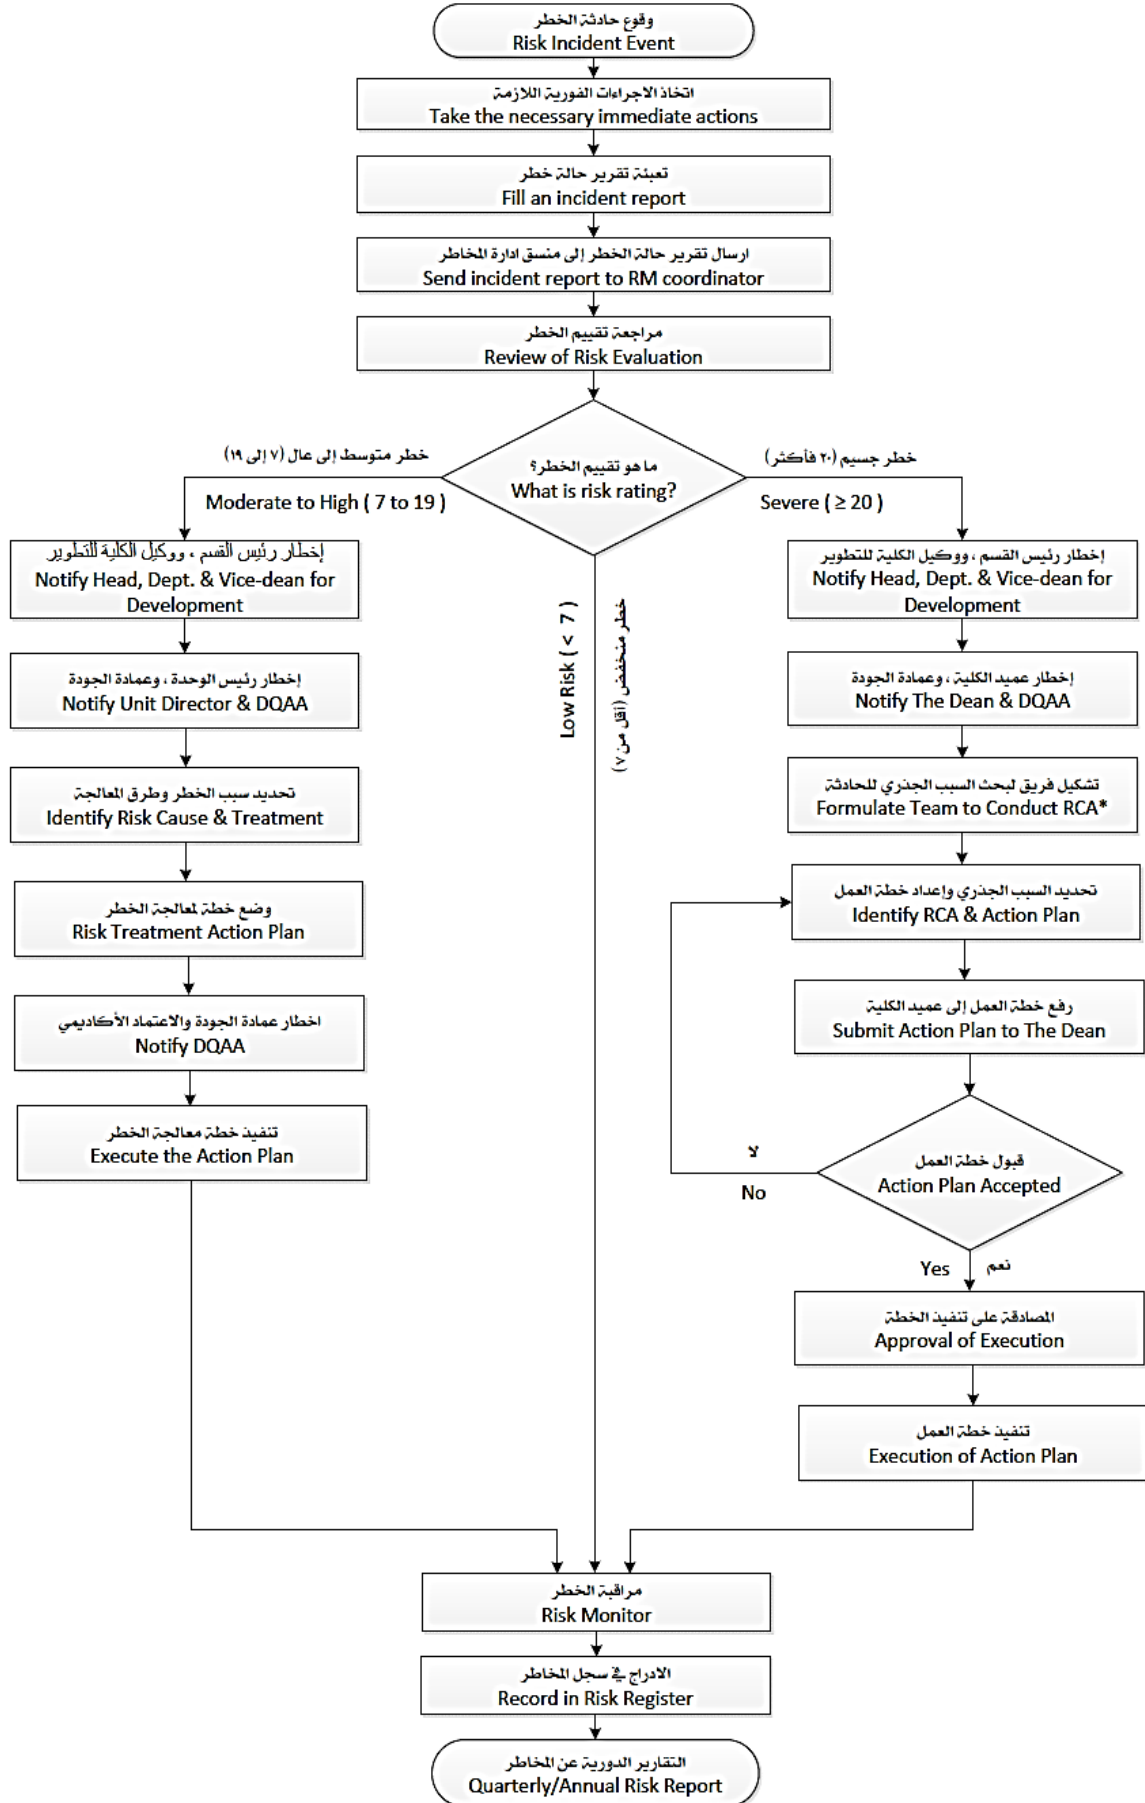 وقوع حادثة الخطر
Risk Incident Event
اتخاذ الاجراءات الفورية اللازمة
Take the necessary immediate actions
تعبئة تقرير حالة خطر
Fill an incident report
ارسال تقرير حالة الخطر إلى منسق ادارة المخاطر
Send incident report to RM coordinator
مراجعة تقييم الخطر
Review of Risk Evaluation
ما هو تقييم الخطر؟
What is risk rating?
خطر متوسط إلى عال (٧ إلى ١٩)
Moderate to High ( 7 to 19 )
إخطار رئيس القسم ، ووكيل الكلية للتطوير
Notify Head, Dept. & Vice-dean for
Development
إخطار رئيس الوحدة ، وعمادة الجودة
Notify Unit Director & DQAA
تحديد سبب الخطر وطرق المعالجة
Identify Risk Cause & Treatment
وضع خطة لمعالجة الخطر
Risk Treatment Action Plan
اخطار عمادة الجودة والاعتماد الأكاديمي
Notify DQAA
تنفيذ خطة معالجة الخطر
Execute the Action Plan
Low Risk ( < 7 )
خطر منخفض (أقل من ٧)
خطر جسيم (٢٠ فأكثر)
Severe ( ≥ 20 )
إخطار رئيس القسم ، ووكيل الكلية للتطوير
Notify Head, Dept. & Vice-dean for
Development
إخطار عميد الكلية ، وعمادة الجودة
Notify The Dean & DQAA
تشكيل فريق لبحث السبب الجذري للحادثة
Formulate Team to Conduct RCA*
تحديد السبب الجذري وإعداد خطة العمل
Identify RCA & Action Plan
رفع خطة العمل إلى عميد الكلية
Submit Action Plan to The Dean
قبول خطة العمل
Action Plan Accepted
لا
No
نعم
Yes
المصادقة على تنفيذ الخطة
Approval of Execution
تنفيذ خطة العمل
Execution of Action Plan
مراقبة الخطر
Risk Monitor
الادراج في سجل المخاطر
Record in Risk Register
التقارير الدورية عن المخاطر
Quarterly/Annual Risk Report